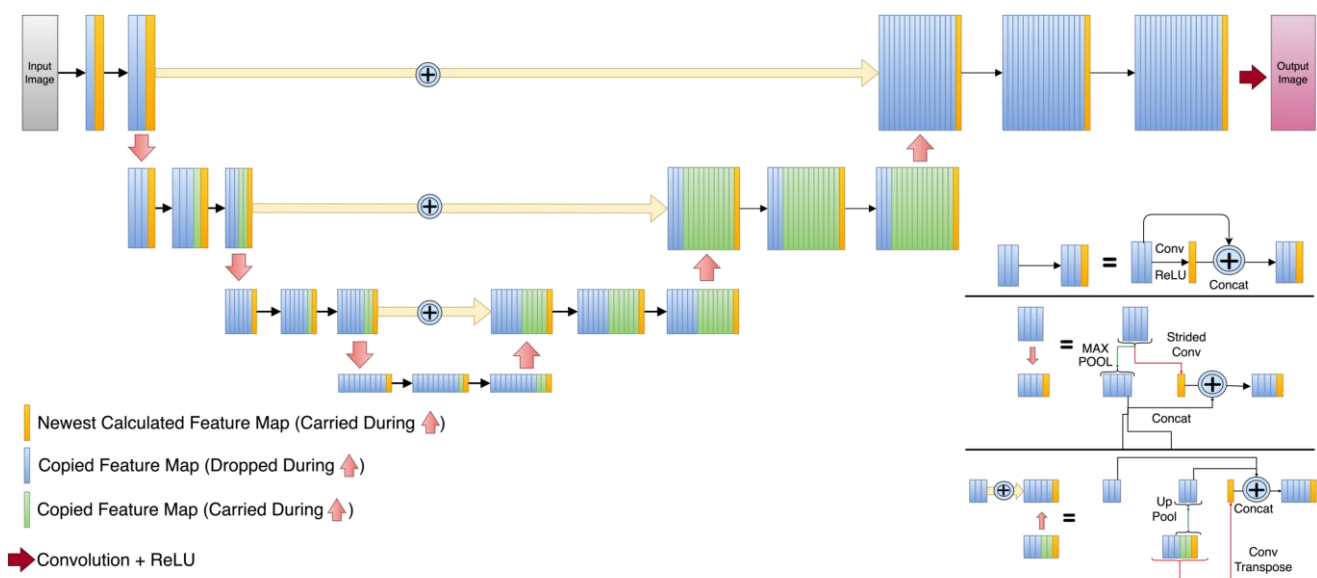 Input
Image
Output
Image
Conv
ReLU
Concat
=
MAX
POOL
Strided
Conv
=
Concat
Up
Pool
Concat
=
Conv
Transpose
Newest Calculated Feature Map (Carried During )
Copied Feature Map (Dropped During )
Copied Feature Map (Carried During )
Convolution + ReLU